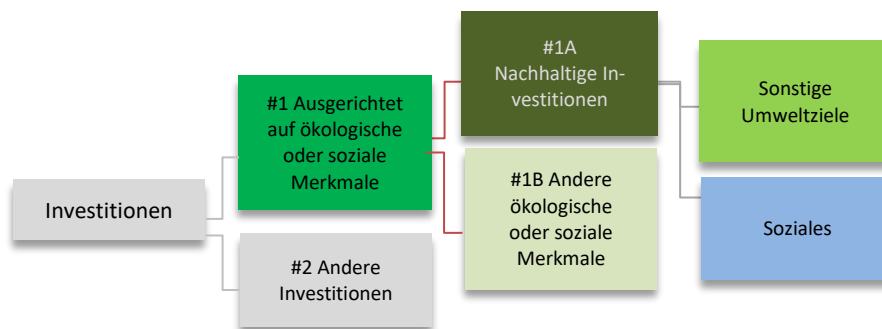 Investitionen
#1 Ausgerichtet
auf ökologische
oder soziale
Merkmale
#2 Andere
Investitionen
#1A
Nachhaltige In-
vestitionen
#1B Andere
ökologische
oder soziale
Merkmale
Sonstige
Umweltziele
Soziales